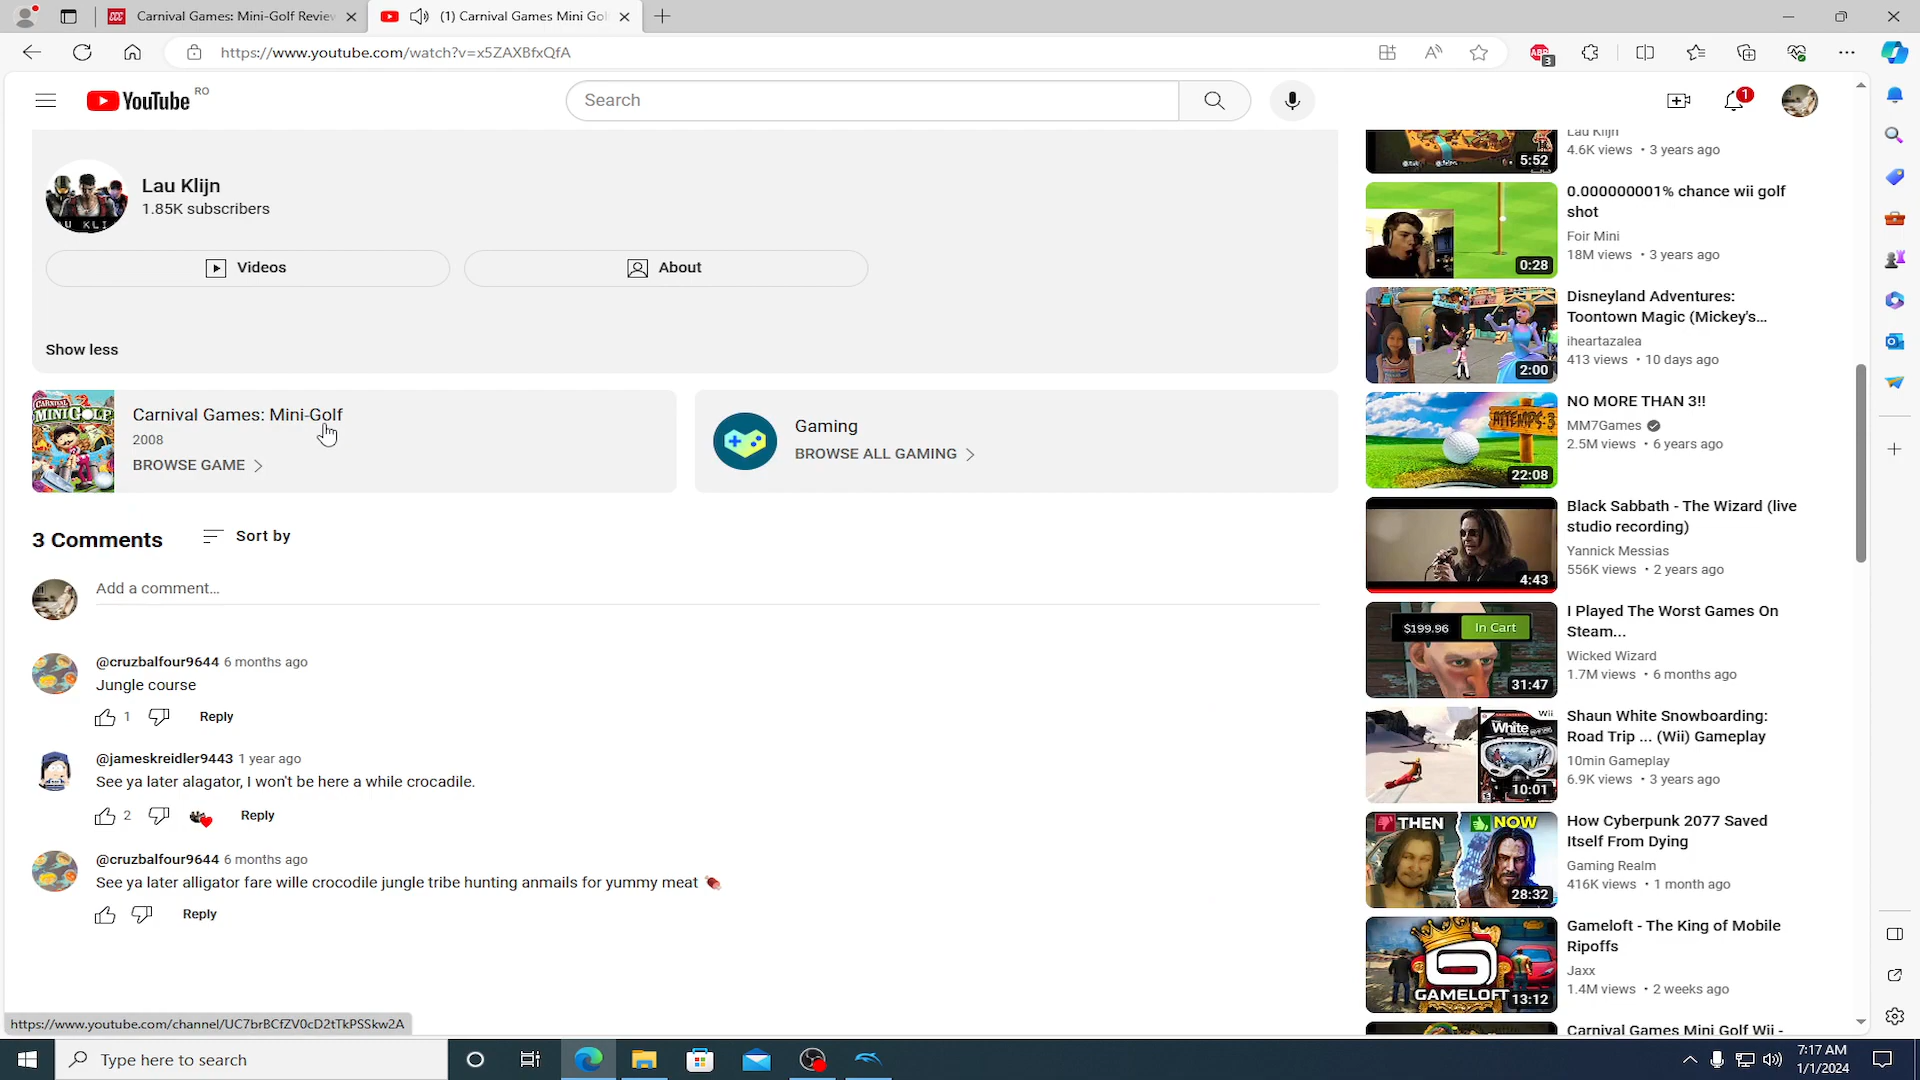 Carnival Games: Mini-Golf Review
(1) Carnival Games Mini Gol
https://www.youtube.com/watch?v=x5ZAXBfxQfA
ABP
3
YouTube RO
Search
1
Lau Klijn
1.85K subscribers
U KLI
Videos
About
Show less
CARNIVAL
MINIGOLF
Carnival Games: Mini-Golf
2008
BROWSE GAME
Gaming
BROWSE ALL GAMING
3 Comments
Sort by
Add a comment...
@cruzbalfour9644 6 months ago
Jungle course
1
Reply
@jameskreidler9443 1 year ago
See ya later alagator, I won't be here a while crocadile.
2
Reply
@cruzbalfour9644 6 months ago
See ya later alligator fare wille crocodile jungle tribe hunting anmails for yummy meat
Reply
5:52
Lau Klijn
4.6K views • 3 years ago
0:28
0.000000001% chance wii golf
shot
Foir Mini
18M views • 3 years ago
2:00
Disneyland Adventures:
Toontown Magic (Mickey's...
iheartazalea
413 views • 10 days ago
ATTEMPTS-3
22:08
NO MORE THAN 3!!
MM7Games
2.5M views • 6 years ago
4:43
Black Sabbath - The Wizard (live
studio recording)
Yannick Messias
556K views • 2 years ago
$199.96
In Cart
31:47
I Played The Worst Games On
Steam...
Wicked Wizard
1.7M views • 6 months ago
Wii
White
10:01
Shaun White Snowboarding:
Road Trip ... (Wii) Gameplay
10min Gameplay
6.9K views • 3 years ago
THEN
NOW
28:32
How Cyberpunk 2077 Saved
Itself From Dying
Gaming Realm
416K views • 1 month ago
GAMELOFT
13:12
Gameloft - The King of Mobile
Ripoffs
Jaxx
1.4M views • 2 weeks ago
Carnival Games Mini Golf Wii -
https://www.youtube.com/channel/UC7brBCfZV0cD2tTkPSSkw2A
Type here to search
7:17 AM
1/1/2024